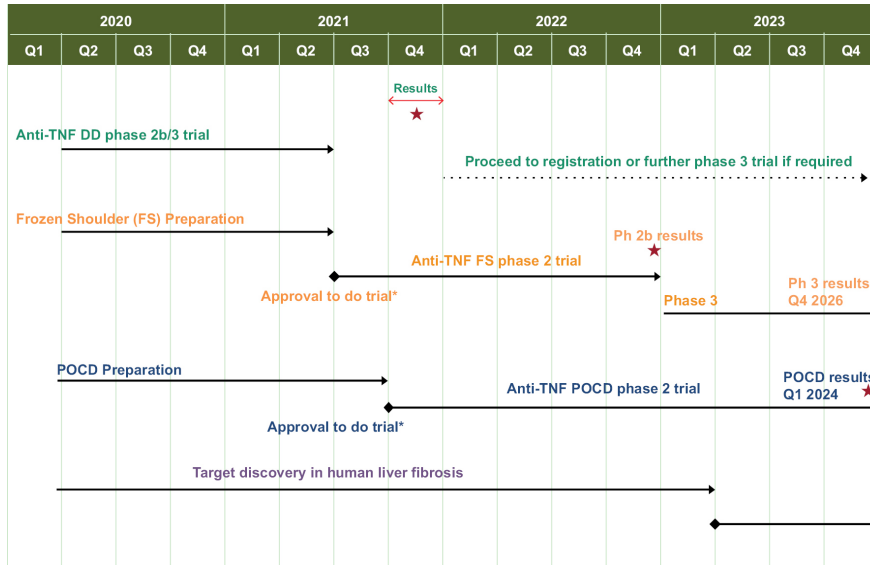 2020 2021 2022 2023
Q1 Q2 Q3 Q4 Q1 Q2 Q3 Q4 Q1 Q2 Q3 Q4 Q1 Q2 Q3 Q4
Results
Anti-TNF DD phase 2b/3 trial
Proceed to registration or further phase 3 trial if required
Frozen Shoulder (FS) Preparation
Ph 2b results
Anti-TNF FS phase 2 trial
Approval to do trial*
Ph 3 results
Q4 2026
Phase 3
POCD Preparation
POCD results
Q1 2024
Anti-TNF POCD phase 2 trial
Approval to do trial*
Target discovery in human liver fibrosis